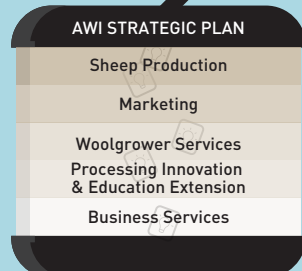 AWI STRATEGIC PLAN
Sheep Production
Marketing
Woolgrower Services
Processing Innovation
& Education Extension
Business Services